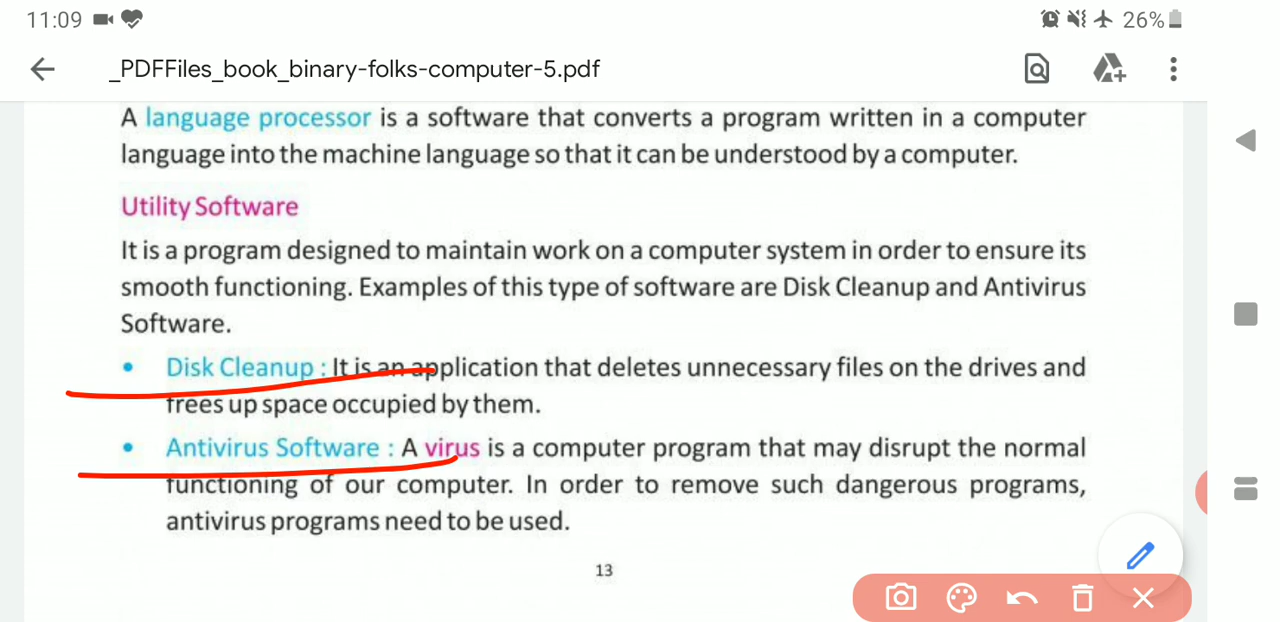 11:09
26%
_PDFFiles_book_binary-folks-computer-5.pdf
A language processor is a software that converts a program written in a computer
language into the machine language so that it can be understood by a computer.
Utility Software
It is a program designed to maintain work on a computer system in order to ensure its
smooth functioning. Examples of this type of software are Disk Cleanup and Antivirus
Software.
• Disk Cleanup : It is an application that deletes unnecessary files on the drives and
frees up space occupied by them.
• Antivirus Software : A virus is a computer program that may disrupt the normal
functioning of our computer. In order to remove such dangerous programs,
antivirus programs need to be used.
13